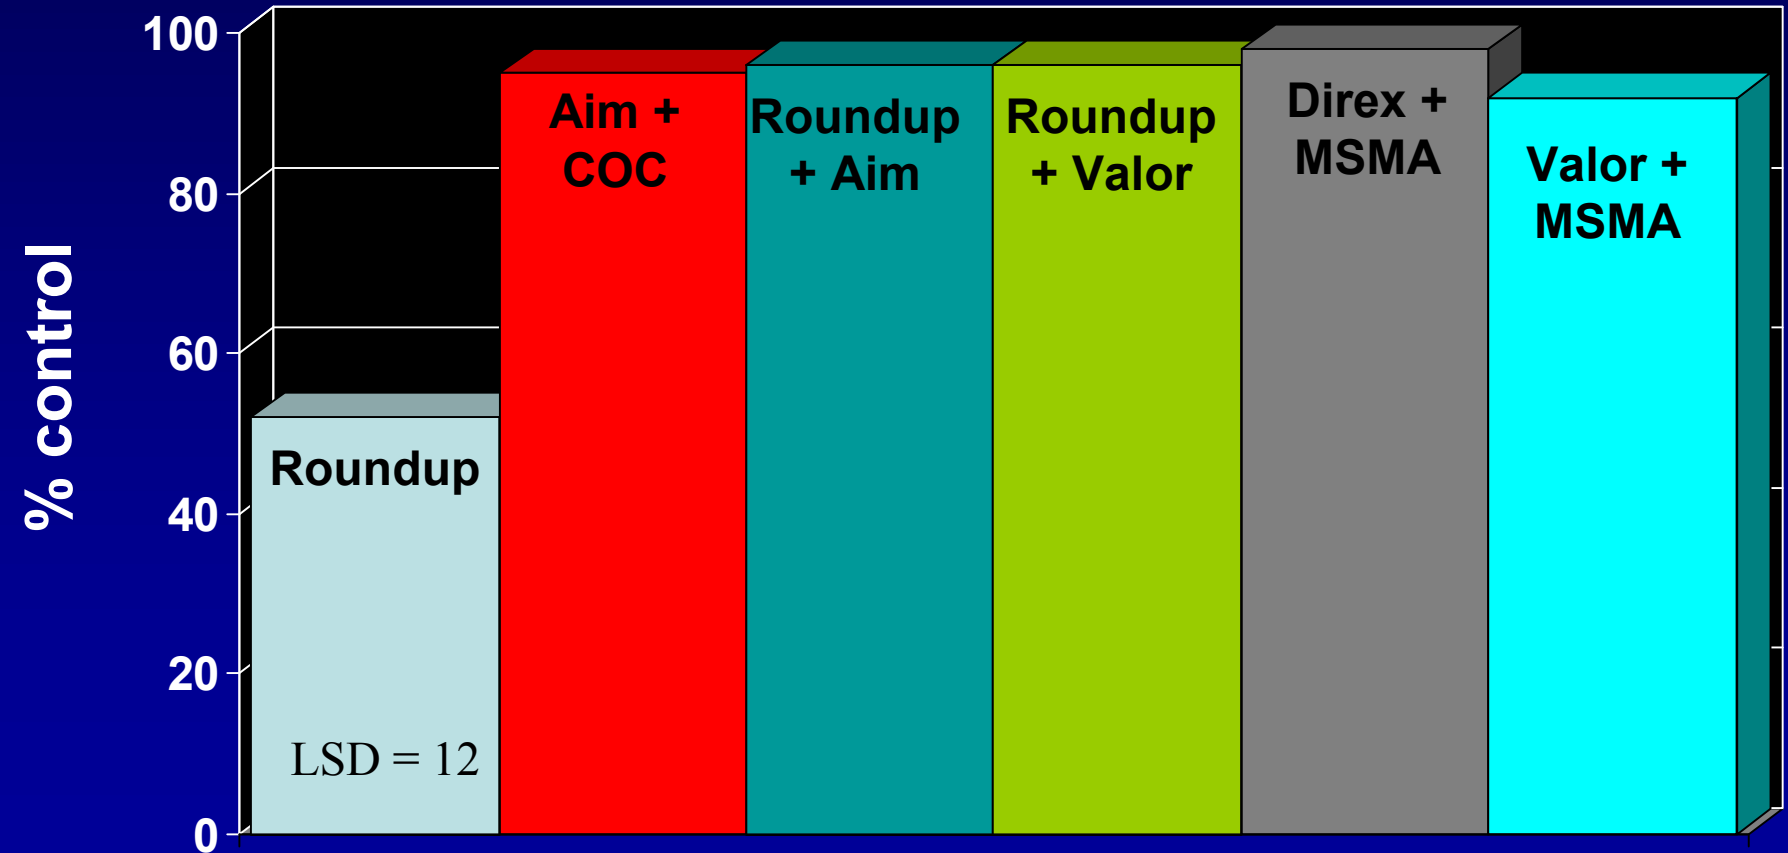 % control
100
80
60
40
20
0
Roundup
LSD = 12
Aim +
COC
Roundup
+ Aim
Roundup
+ Valor
Direx +
MSMA
Valor +
MSMA